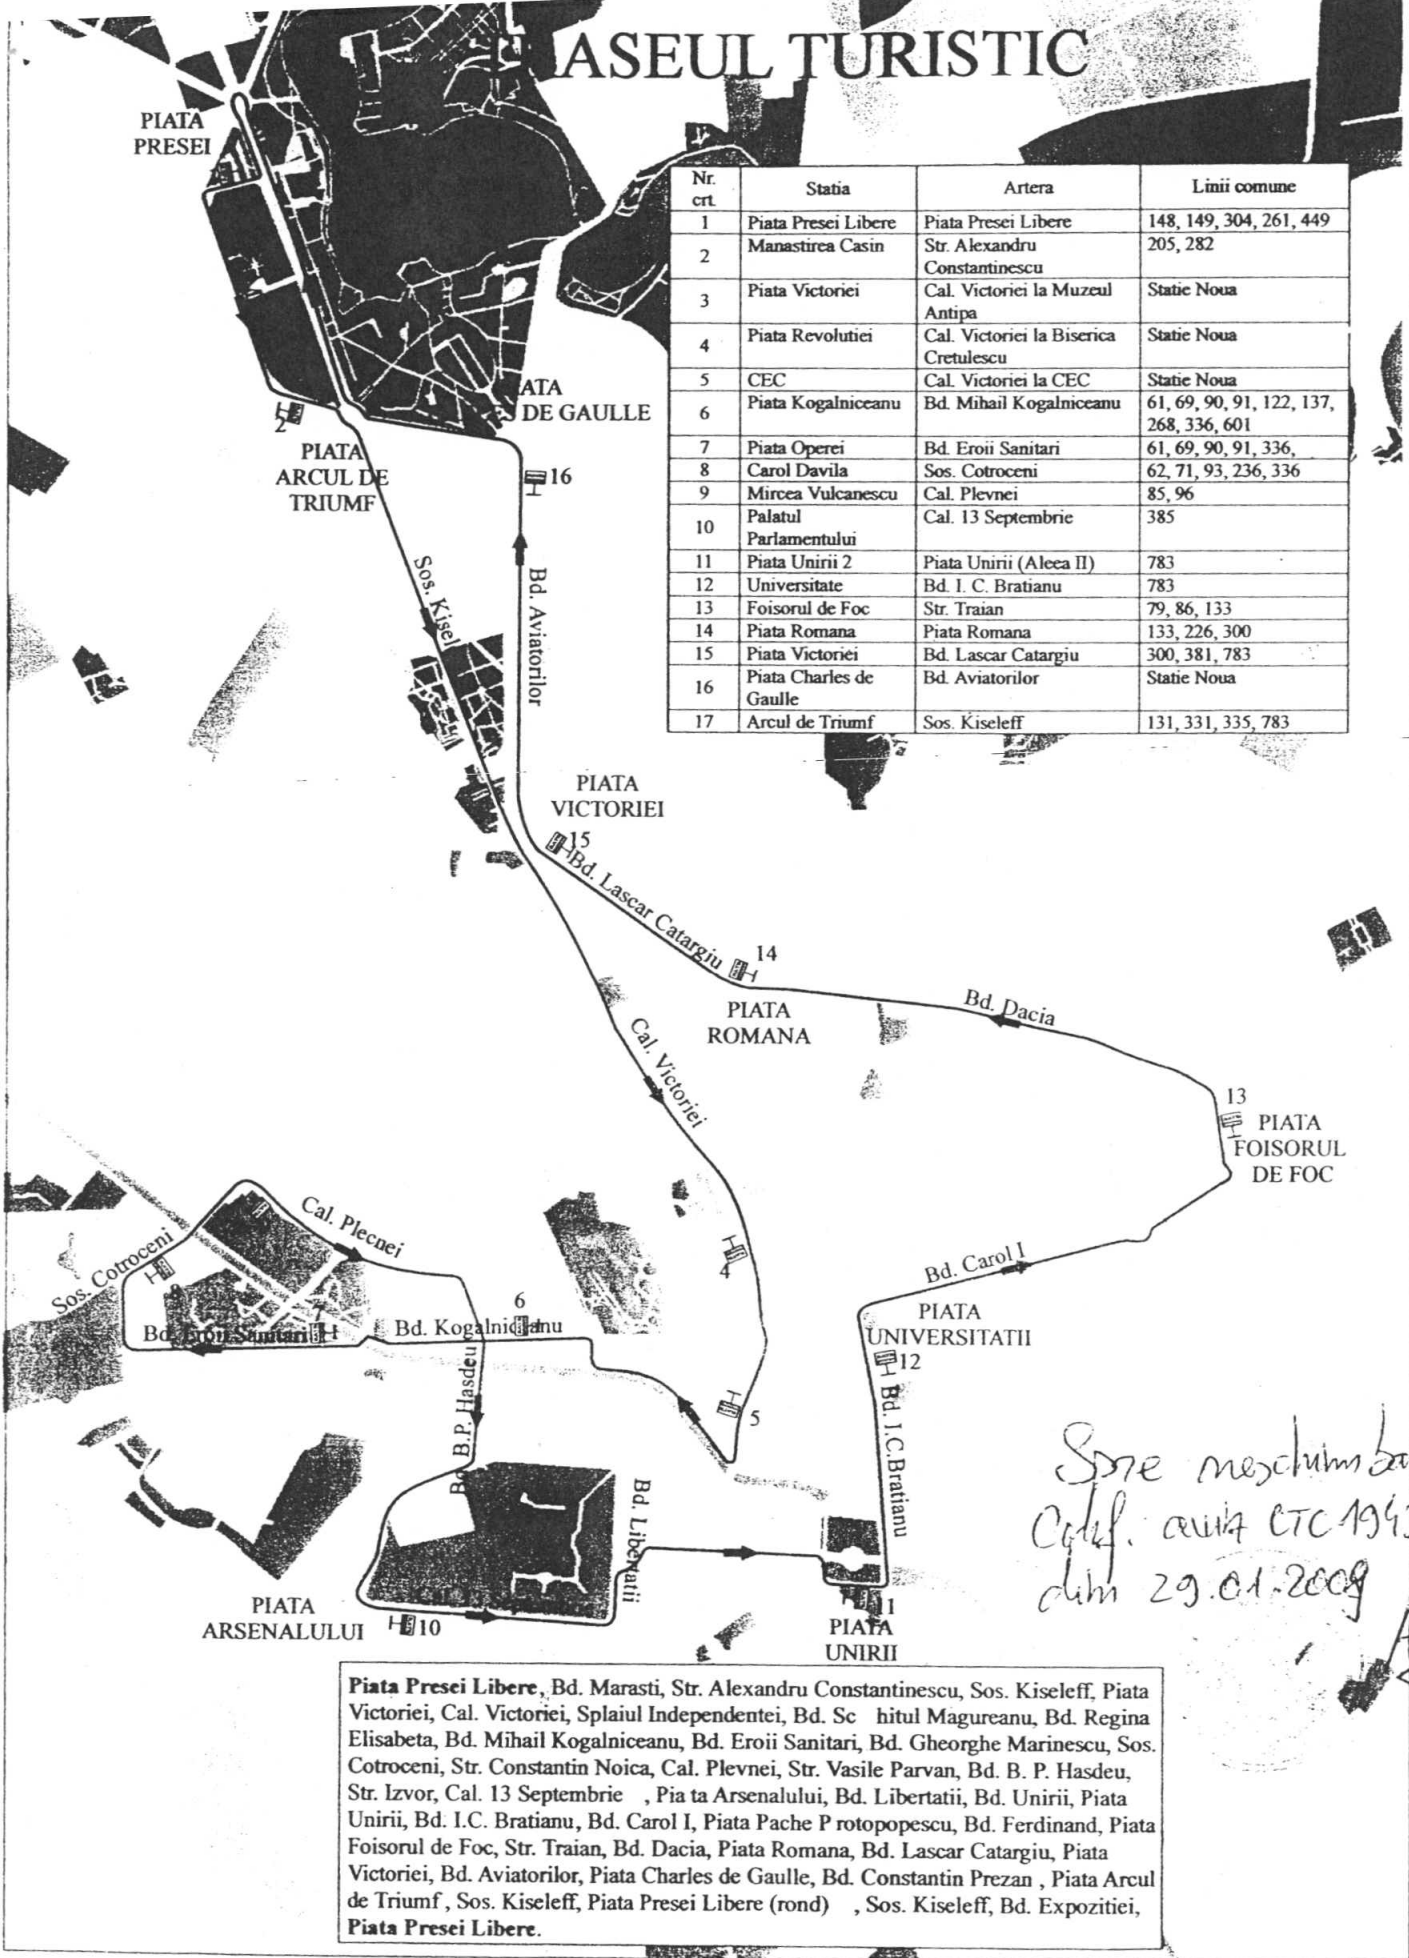 ASEUL TURISTIC
PIATA
PRESEI
Nr. crt. Statia Artera Linii comune
1 Piata Presei Libere Piata Presei Libere 148, 149, 304, 261, 449
2 Manastirea Casin Str. Alexandru Constantinescu 205, 282
3 Piata Victoriei Cal. Victoriei la Muzeul Antipa Statie Noua
4 Piata Revolutiei Cal. Victoriei la Biserica Cretulescu Statie Noua
5 CEC Cal. Victoriei la CEC Statie Noua
6 Piata Kogalniceanu Bd. Mihail Kogalniceanu 61, 69, 90, 91, 122, 137, 268, 336, 601
7 Piata Operei Bd. Eroii Sanitari 61, 69, 90, 91, 336,
8 Carol Davila Sos. Cotroceni 62, 71, 93, 236, 336
9 Mircea Vulcanescu Cal. Plevnei 85, 96
10 Palatul Parlamentului Cal. 13 Septembrie 385
11 Piata Unirii 2 Piata Unirii (Aleea II) 783
12 Universitate Bd. I. C. Bratianu 783
13 Foisorul de Foc Str. Traian 79, 86, 133
14 Piata Romana Piata Romana 133, 226, 300
15 Piata Victoriei Bd. Lascar Catargiu 300, 381, 783
16 Piata Charles de Gaulle Bd. Aviatorilor Statie Noua
17 Arcul de Triumf Sos. Kiseleff 131, 331, 335, 783
ATA
ES DE GAULLE
2
PIATA
ARCUL DE
TRIUMF
16
Sos. Kisel
Bd. Aviatorilor
PIATA
VICTORIEI
15
Bd. Lascar Catargiu
14
PIATA
ROMANA
Bd. Dacia
Cal. Victoriei
13
PIATA
FOISORUL
DE FOC
Cal. Plecnei
Sos. Cotroceni
8
4
Bd. Carol I
7
Bd. Eroii Sanitari
6
Bd. Kogalniceanu
PIATA
UNIVERSITATII
12
Bd. B.P. Hasdeu
5
Bd. I.C.Bratianu
Bd. Libertatii
Spre neschimba
Conf. aviz CTC 194
din 29.01.2009
PIATA
ARSENALULUI
10
11
PIATA
UNIRII
Piata Presei Libere, Bd. Marasti, Str. Alexandru Constantinescu, Sos. Kiseleff, Piata
Victoriei, Cal. Victoriei, Splaiul Independentei, Bd. Sc hitul Magureanu, Bd. Regina
Elisabeta, Bd. Mihail Kogalniceanu, Bd. Eroii Sanitari, Bd. Gheorghe Marinescu, Sos.
Cotroceni, Str. Constantin Noica, Cal. Plevnei, Str. Vasile Parvan, Bd. B. P. Hasdeu,
Str. Izvor, Cal. 13 Septembrie , Pia ta Arsenalului, Bd. Libertatii, Bd. Unirii, Piata
Unirii, Bd. I.C. Bratianu, Bd. Carol I, Piata Pache P rotopopescu, Bd. Ferdinand, Piata
Foisorul de Foc, Str. Traian, Bd. Dacia, Piata Romana, Bd. Lascar Catargiu, Piata
Victoriei, Bd. Aviatorilor, Piata Charles de Gaulle, Bd. Constantin Prezan , Piata Arcul
de Triumf , Sos. Kiseleff, Piata Presei Libere (rond) , Sos. Kiseleff, Bd. Expozitiei,
Piata Presei Libere.